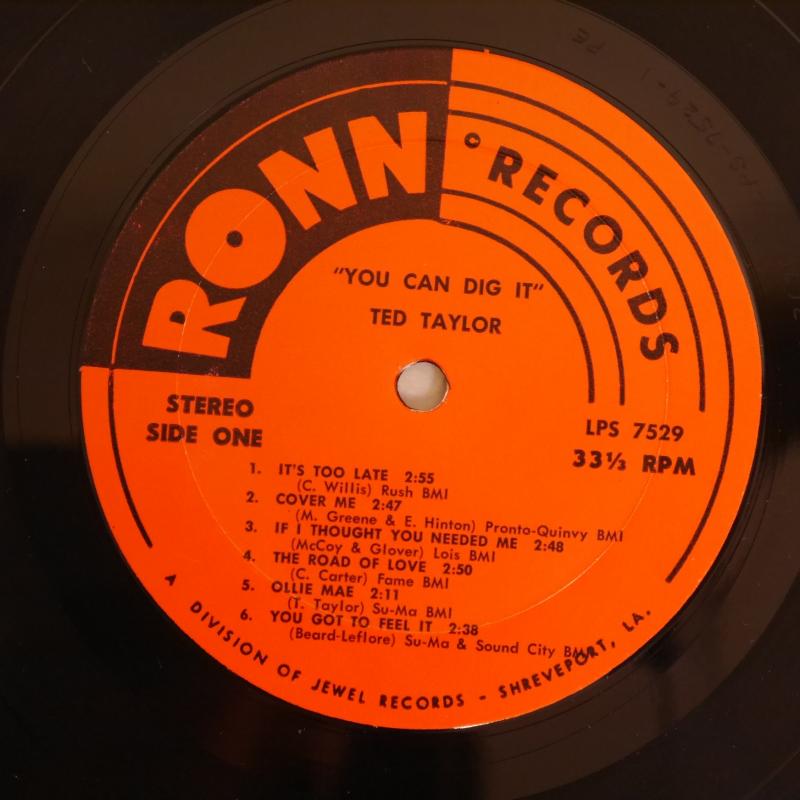 RONN
RECORDS
"YOU CAN DIG IT"
TED TAYLOR
STEREO
SIDE ONE
LPS 7529
33⅓ RPM
1. IT'S TOO LATE 2:55
(C. Willis) Rush BMI
2. COVER ME 2:47
(M. Greene & E. Hinton) Pronto-Quinvy BMI
3. IF I THOUGHT YOU NEEDED ME 2:48
(McCoy & Glover) Lois BMI
4. THE ROAD OF LOVE 2:50
(C. Carter) Fame BMI
5. OLLIE MAE 2:11
(T. Taylor) Su-Ma BMI
6. YOU GOT TO FEEL IT 2:38
(Beard-Leflore) Su-Ma & Sound City BMI
A DIVISION OF JEWEL RECORDS - SHREVEPORT, LA.